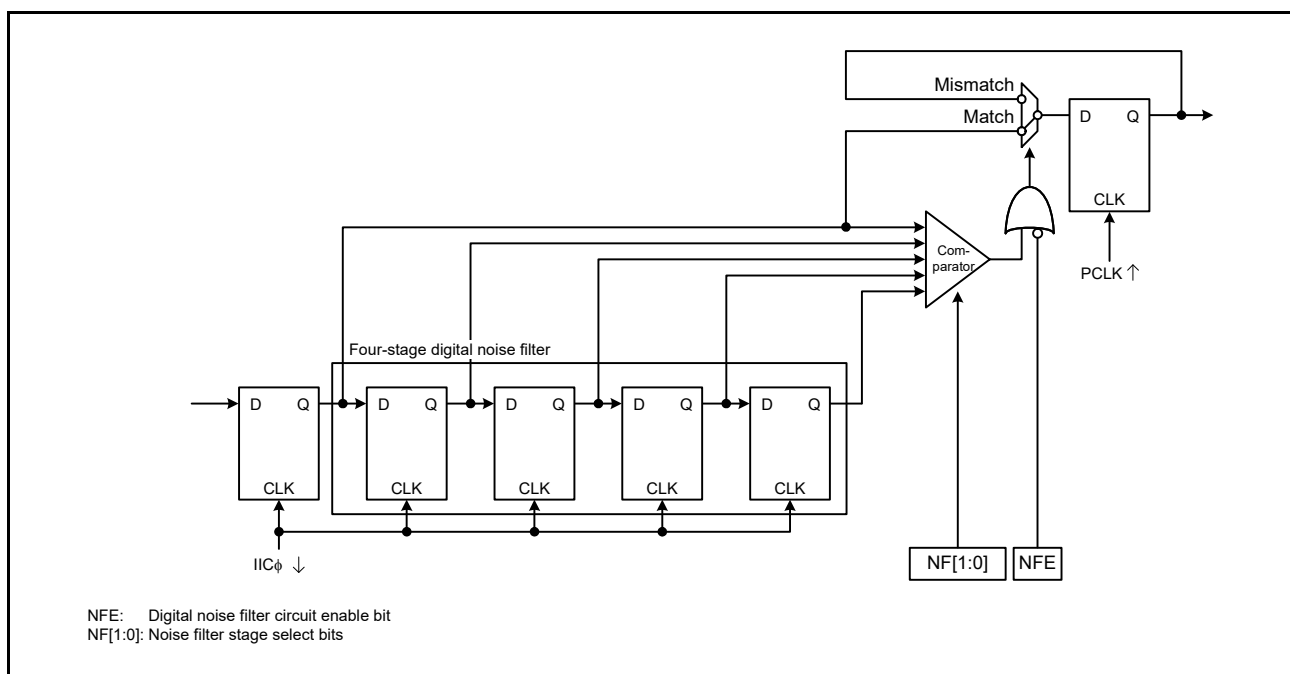 Mismatch
Match
D Q
CLK
PCLK ↑
Com-
parator
Four-stage digital noise filter
D Q D Q D Q D Q D Q
CLK CLK CLK CLK CLK
IICϕ ↓
NF[1:0] NFE
NFE: Digital noise filter circuit enable bit
NF[1:0]: Noise filter stage select bits